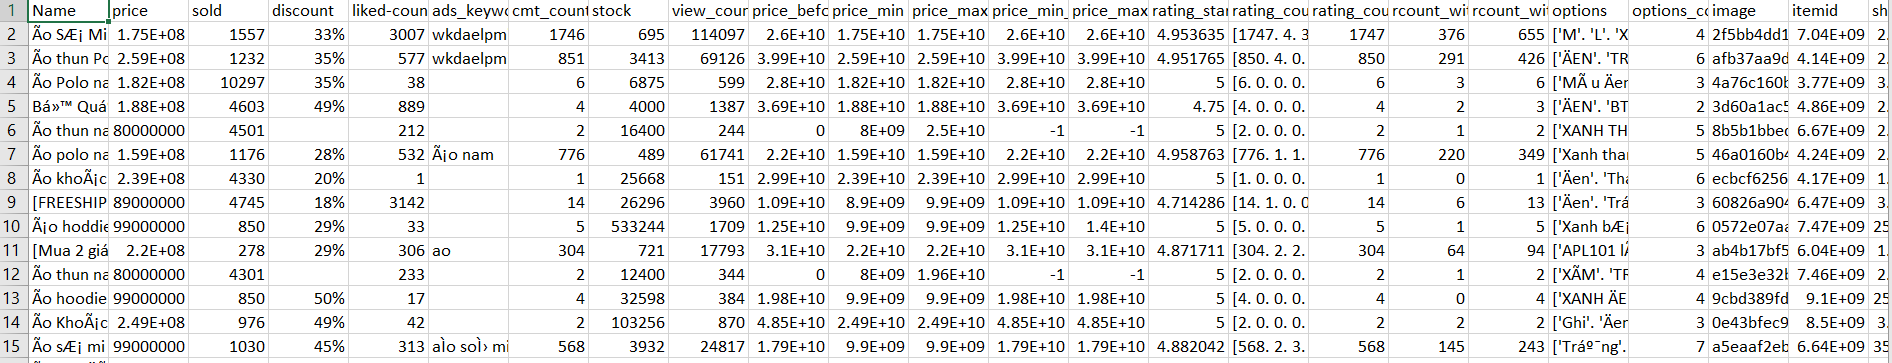 1 Name price sold discount liked-coun ads_keyw cmt_count stock view_cour price_befo price_min price_max price_min_ price_max_ rating_sta rating_cou rating_cou rcount_wi rcount_wi options options_co image itemid sh
2 Ão SÆ¡ Mi 1.75E+08 1557 33% 3007 wkdaelpm 1746 695 114097 2.6E+10 1.75E+10 1.75E+10 2.6E+10 2.6E+10 4.953635 [1747. 4. 3 1747 376 655 ['M'. 'L'. 'X 4 2f5bb4dd1 7.04E+09 2.
3 Ão thun Po 2.59E+08 1232 35% 577 wkdaelpm 851 3413 69126 3.99E+10 2.59E+10 2.59E+10 3.99E+10 3.99E+10 4.951765 [850. 4. 0. 850 291 426 ['ÄEN'. 'TR 6 afb37aa9d 4.14E+09 2.
4 Ão Polo na 1.82E+08 10297 35% 38 6 6875 599 2.8E+10 1.82E+10 1.82E+10 2.8E+10 2.8E+10 5 [6. 0. 0. 0. 6 3 6 ['MÃ u Äen 3 4a76c160b 3.77E+09 3.
5 Bá»™ Quá 1.88E+08 4603 49% 889 4 4000 1387 3.69E+10 1.88E+10 1.88E+10 3.69E+10 3.69E+10 4.75 [4. 0. 0. 0. 4 2 3 ['ÄEN'. 'BT 2 3d60a1ac5 4.86E+09 2.
6 Ão thun na 80000000 4501 212 2 16400 244 0 8E+09 2.5E+10 -1 -1 5 [2. 0. 0. 0. 2 1 2 ['XANH TH 5 8b5b1bbec 6.67E+09 2.
7 Ão polo na 1.59E+08 1176 28% 532 Ã¡o nam 776 489 61741 2.2E+10 1.59E+10 1.59E+10 2.2E+10 2.2E+10 4.958763 [776. 1. 1. 776 220 349 ['Xanh thar 5 46a0160b4 4.24E+09 2.
8 Ão khoÃ¡c 2.39E+08 4330 20% 1 1 25668 151 2.99E+10 2.39E+10 2.39E+10 2.99E+10 2.99E+10 5 [1. 0. 0. 0. 1 0 1 ['Äen'. 'Tha 6 ecbcf6256 4.17E+09 1.
9 [FREESHIP 89000000 4745 18% 3142 14 26296 3960 1.09E+10 8.9E+09 9.9E+09 1.09E+10 1.09E+10 4.714286 [14. 1. 0. 0 14 6 13 ['Äen'. 'Trá 3 60826a904 6.47E+09 3.
10 Ã¡o hoddie 99000000 850 29% 33 5 533244 1709 1.25E+10 9.9E+09 9.9E+09 1.25E+10 1.4E+10 5 [5. 0. 0. 0. 5 1 5 ['Xanh bÆ¡ 6 0572e07aa 7.47E+09 25
11 [Mua 2 giá 2.2E+08 278 29% 306 ao 304 721 17793 3.1E+10 2.2E+10 2.2E+10 3.1E+10 3.1E+10 4.871711 [304. 2. 2. 304 64 94 ['APL101 lÃ 3 ab4b17bf5 6.04E+09 1.
12 Ão thun na 80000000 4301 233 2 12400 344 0 8E+09 1.96E+10 -1 -1 5 [2. 0. 0. 0. 2 1 2 ['XÃM'. 'TR 4 e15e3e32b 7.46E+09 2.
13 Ão hoodie 99000000 850 50% 17 4 32598 384 1.98E+10 9.9E+09 9.9E+09 1.98E+10 1.98E+10 5 [4. 0. 0. 0. 4 0 4 ['XANH ÄE 4 9cbd389fd 9.1E+09 25
14 Ão KhoÃ¡c 2.49E+08 976 49% 42 2 103256 870 4.85E+10 2.49E+10 2.49E+10 4.85E+10 4.85E+10 5 [2. 0. 0. 0. 2 2 2 ['Ghi'. 'Äen 3 0e43bfec9 8.5E+09 3.
15 Ão sÆ¡ mi 99000000 1030 45% 313 aÌo soÌ› mi 568 3932 24817 1.79E+10 9.9E+09 9.9E+09 1.79E+10 1.79E+10 4.882042 [568. 2. 3. 568 145 243 ['Tráº¯ng'. 7 a5eaaf2eb 6.64E+09 35